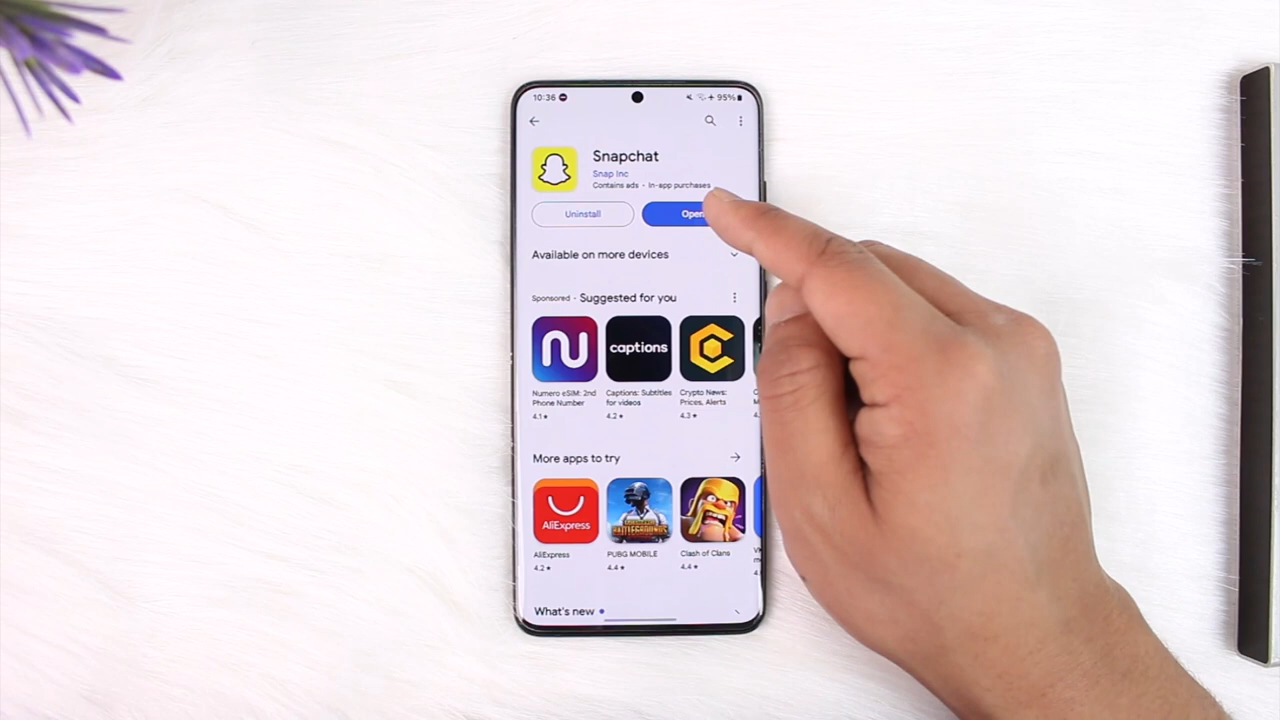 10:36
95%
Snapchat
Snap Inc
Contains ads · In-app purchases
Uninstall
Open
Available on more devices
Sponsored · Suggested for you
captions
Numero eSIM: 2nd
Phone Number
4.1★
Captions: Subtitles
for videos
4.2★
Crypto News:
Prices, Alerts
4.3★
More apps to try
AliExpress
BATTLEGROUNDS
AliExpress
4.2★
PUBG MOBILE
4.4★
Clash of Clans
4.4★
What's new